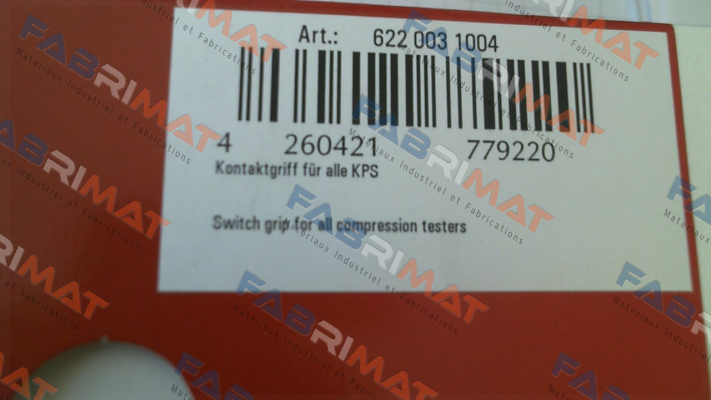 Art.: 622 003 1004
4 260421 779220
Kontaktgriff für alle KPS
Switch grip for all compression testers
FABRIMAT
Materiaux Industriel et Fabrications